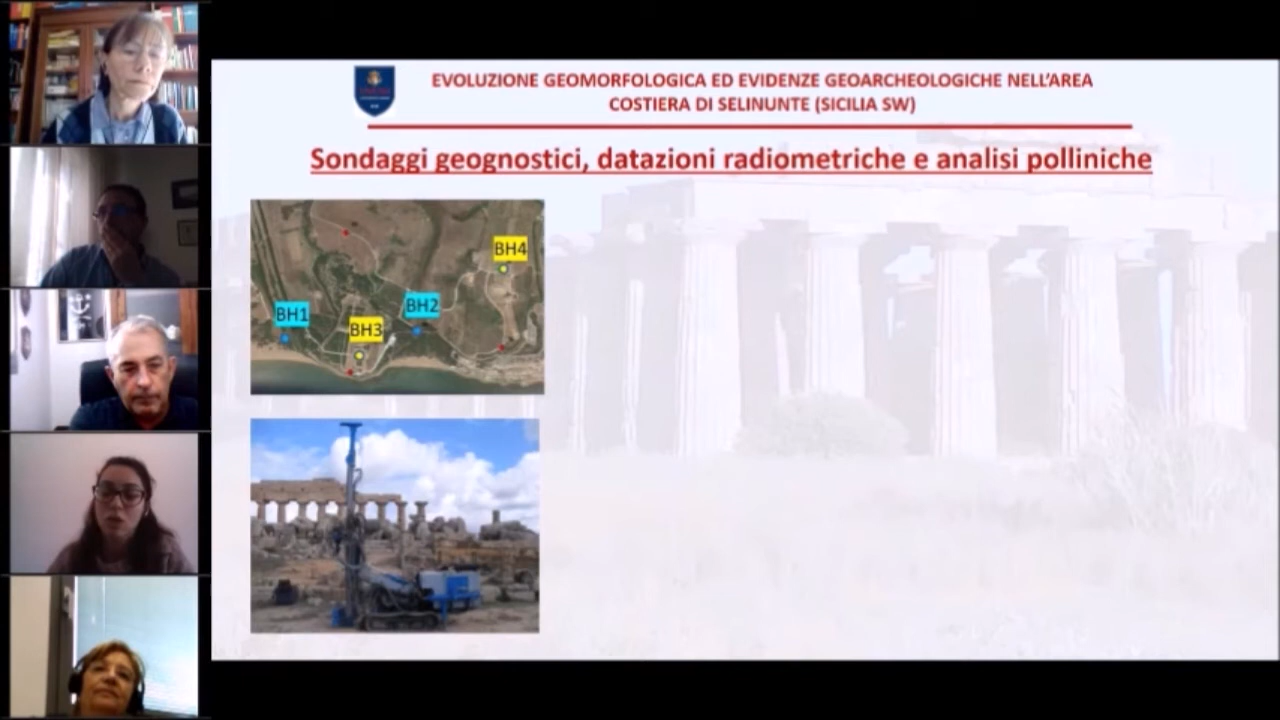 EVOLUZIONE GEOMORFOLOGICA ED EVIDENZE GEOARCHEOLOGICHE NELL'AREA
COSTIERA DI SELINUNTE (SICILIA SW)
Sondaggi geognostici, datazioni radiometriche e analisi polliniche
BH4
BH2
BH1
BH3